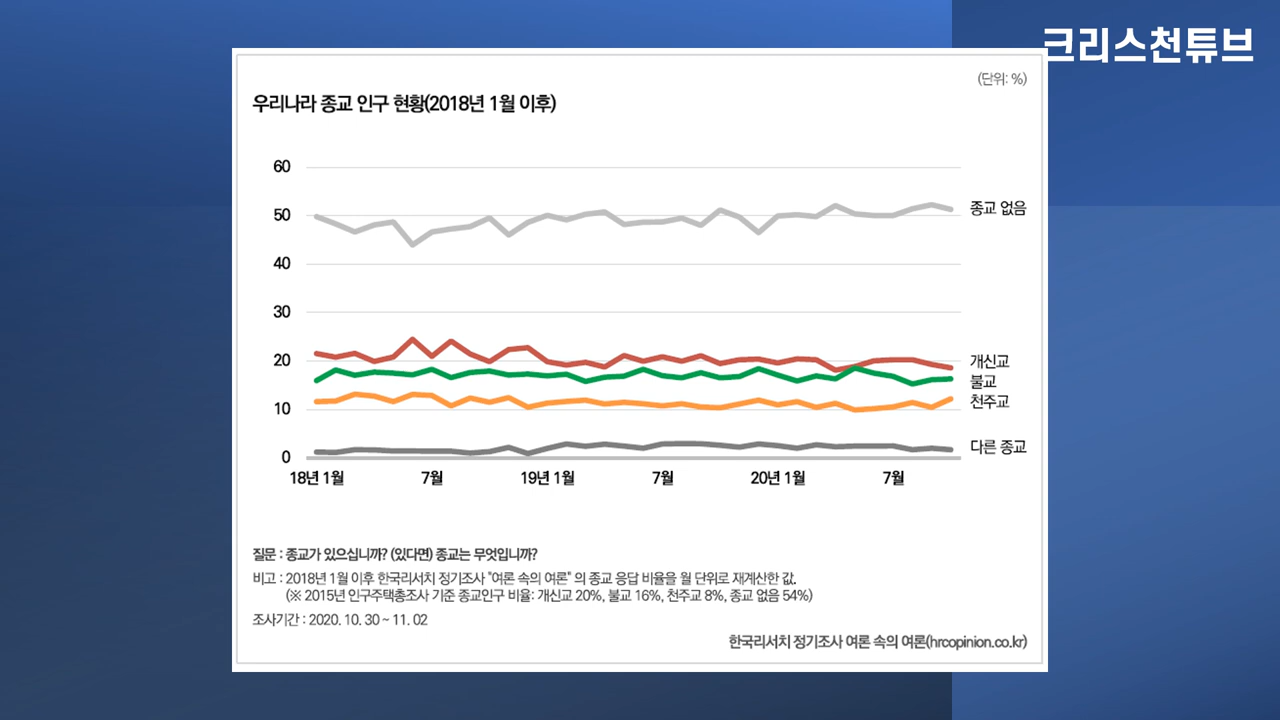 크리스천튜브
(단위: %)
우리나라 종교 인구 현황(2018년 1월 이후)
60
50
종교 없음
40
30
20
개신교
불교
천주교
10
다른 종교
0
18년 1월 7월 19년 1월 7월 20년 1월 7월
질문 : 종교가 있으십니까? (있다면) 종교는 무엇입니까?
비고 : 2018년 1월 이후 한국리서치 정기조사 "여론 속의 여론" 의 종교 응답 비율을 월 단위로 재계산한 값.
(※ 2015년 인구주택총조사 기준 종교인구 비율: 개신교 20%, 불교 16%, 천주교 8%, 종교 없음 54%)
조사기간 : 2020. 10. 30 ~ 11. 02
한국리서치 정기조사 여론 속의 여론(hrcopinion.co.kr)